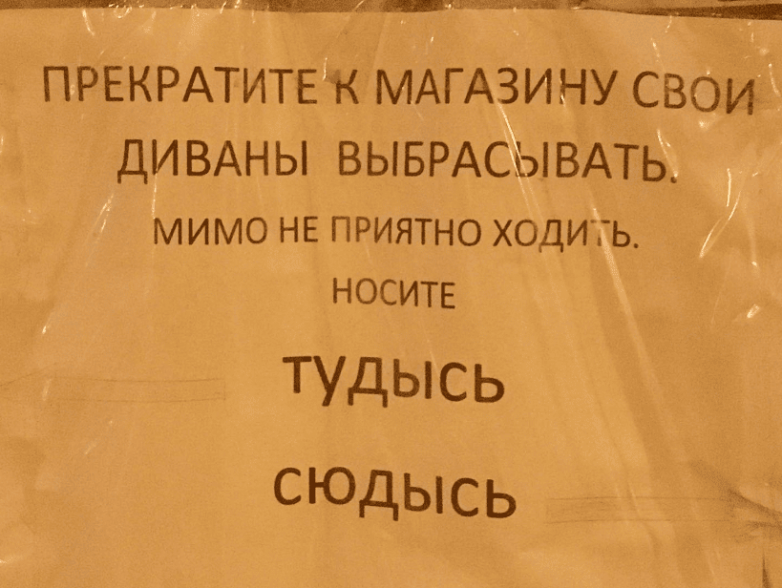 ПРЕКРАТИТЕ К МАГАЗИНУ СВОИ
ДИВАНЫ ВЫБРАСЫВАТЬ.
МИМО НЕ ПРИЯТНО ХОДИТЬ.
НОСИТЕ
ТУДЫСЬ
СЮДЫСЬ